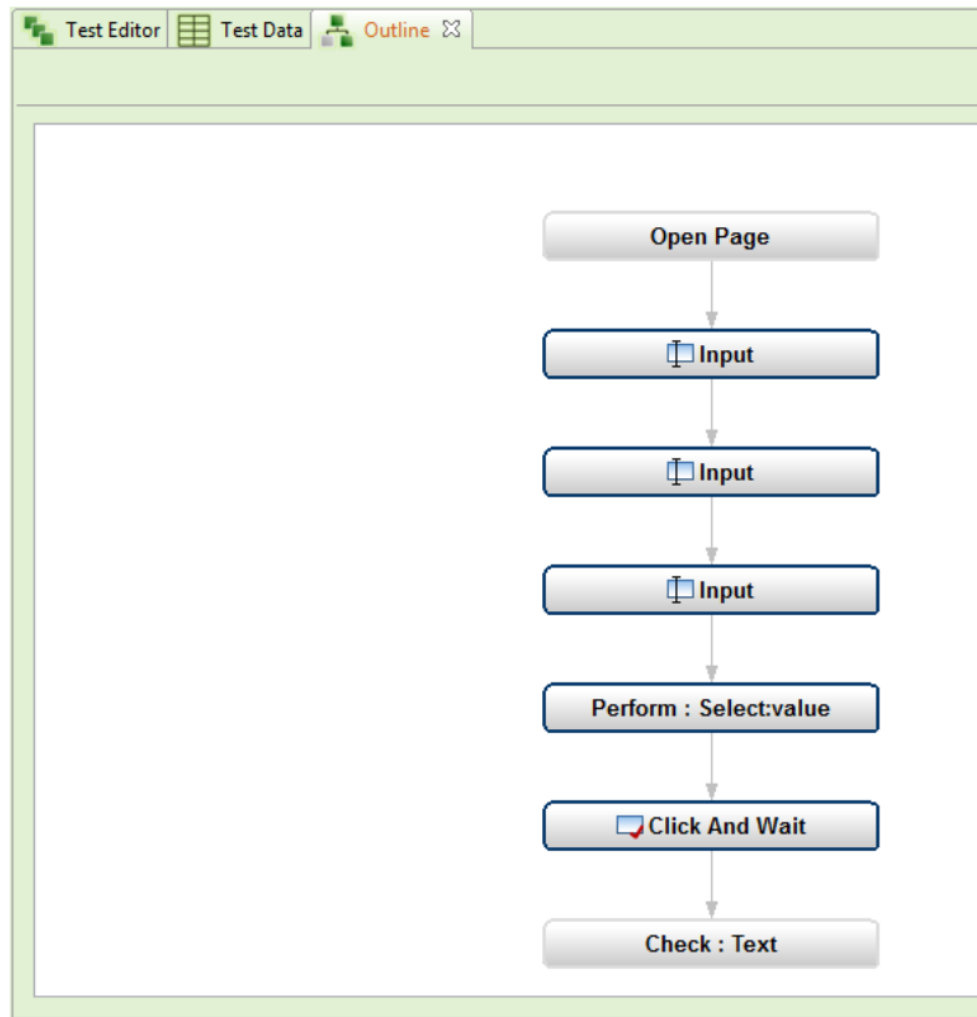 Test Editor Test Data Outline
Open Page
Input
Input
Input
Perform : Select:value
Click And Wait
Check : Text